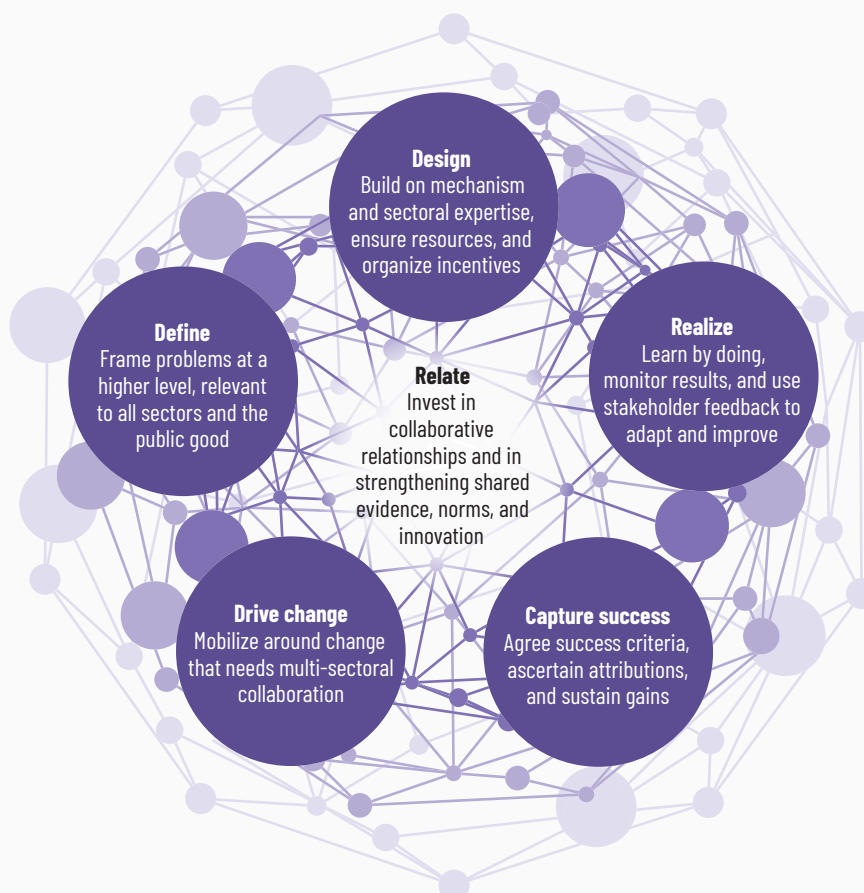 Design
Build on mechanism
and sectoral expertise,
ensure resources, and
organize incentives
Define
Frame problems at a
higher level, relevant
to all sectors and the
public good
Realize
Learn by doing,
monitor results, and use
stakeholder feedback to
adapt and improve
Relate
Invest in
collaborative
relationships and in
strengthening shared
evidence, norms, and
innovation
Drive change
Mobilize around change
that needs multi-sectoral
collaboration
Capture success
Agree success criteria,
ascertain attributions,
and sustain gains